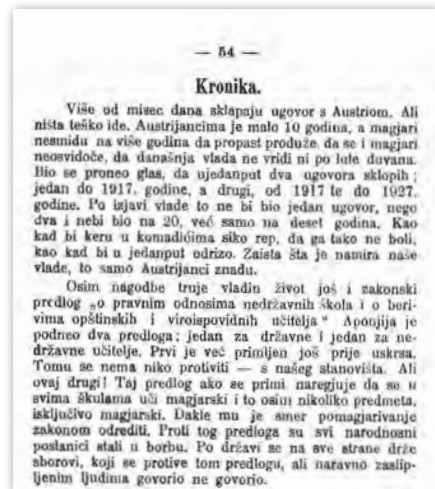 — 54 —
Kronika.
Više od misec dana sklapaju ugovor s Austriom. Ali
ništa teško ide. Austrijancima je malo 10 godina, a magjari
nesmidu na više godina da propast produže, da se i magjari
neosvidoče, da današnja vlada ne vridi ni po lule duvana.
Bio se proneo glas, da ujedanput dva ugovora sklopih;
jedan do 1917. godine, a drugi, od 1917 te do 1927.
godine. Po izjavi vlade to ne bi bio jedan ugovor, nego
dva i nebi bio na 20, već samo na deset godina. Kao
kad bi keru u komadićima siko rep, da ga tako ne boli,
kao kad bi u jedanput odrizo. Zaista šta je namira naše
vlade, to samo Austrijanci znadu.
Osim nagodbe truje vladin život još i zakonski
predlog „o pravnim odnosima nedržavnih škola i o beri-
vima opštinskih i viroispovidnih učitelja“ Aponjija je
podneo dva predloga; jedan za državne i jedan za ne-
državne učitelje. Prvi je već primljen još prije uskrsa.
Tomu se nema niko protiviti — s našeg stanovišta. Ali
ovaj drugi! Taj predlog ako se primi naregjuje da se u
svima škulama uči magjarski i to osim nikoliko predmeta,
isključivo magjarski. Dakle mu je smer pomagjarivanje
zakonom odrediti. Proti tog predloga su svi narodnosni
poslanici stali u borbu. Po državi se na sve strane drže
sborovi, koji se protive tom predlogu, ali naravno zaslip-
ljenim ljudima govorio ne govorio.